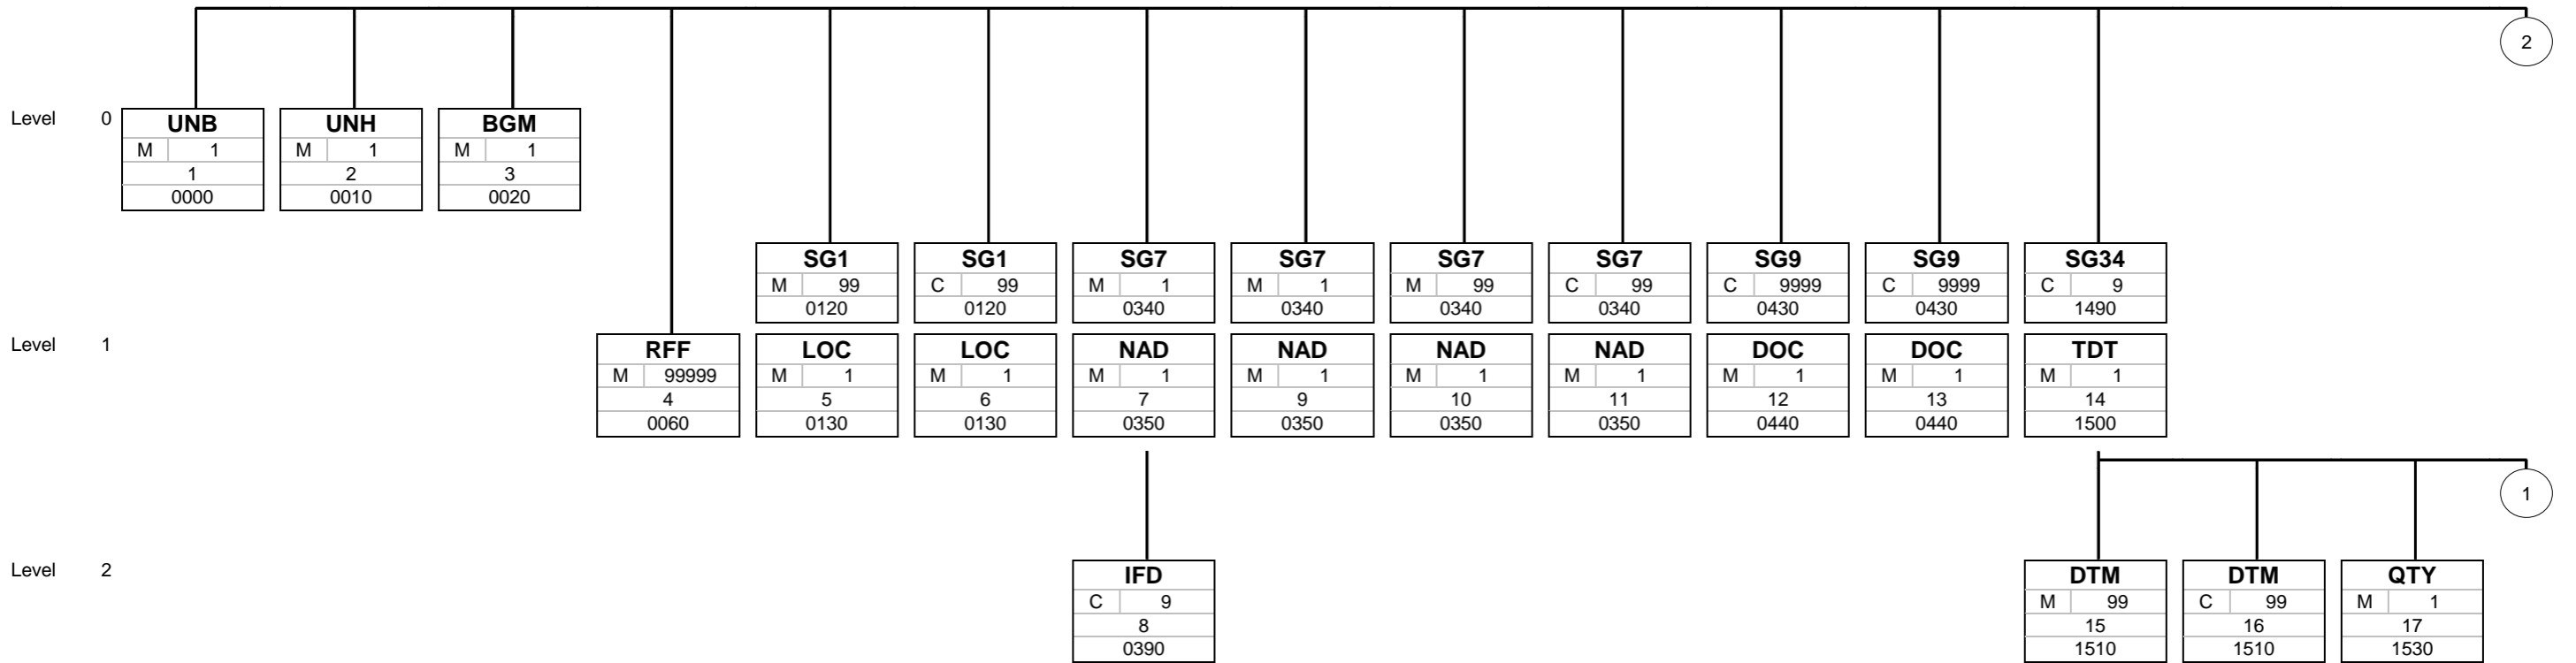 2
Level 0
UNB UNH BGM
M 1 M 1 M 1
1 2 3
0000 0010 0020
SG1 SG1 SG7 SG7 SG7 SG7 SG9 SG9 SG34
M 99 C 99 M 1 M 1 M 99 C 99 C 9999 C 9999 C 9
0120 0120 0340 0340 0340 0340 0430 0430 1490
Level 1
RFF LOC LOC NAD NAD NAD NAD DOC DOC TDT
M 99999 M 1 M 1 M 1 M 1 M 1 M 1 M 1 M 1 M 1
4 5 6 7 9 10 11 12 13 14
0060 0130 0130 0350 0350 0350 0350 0440 0440 1500
1
Level 2
IFD DTM DTM QTY
C 9 M 99 C 99 M 1
8 15 16 17
0390 1510 1510 1530